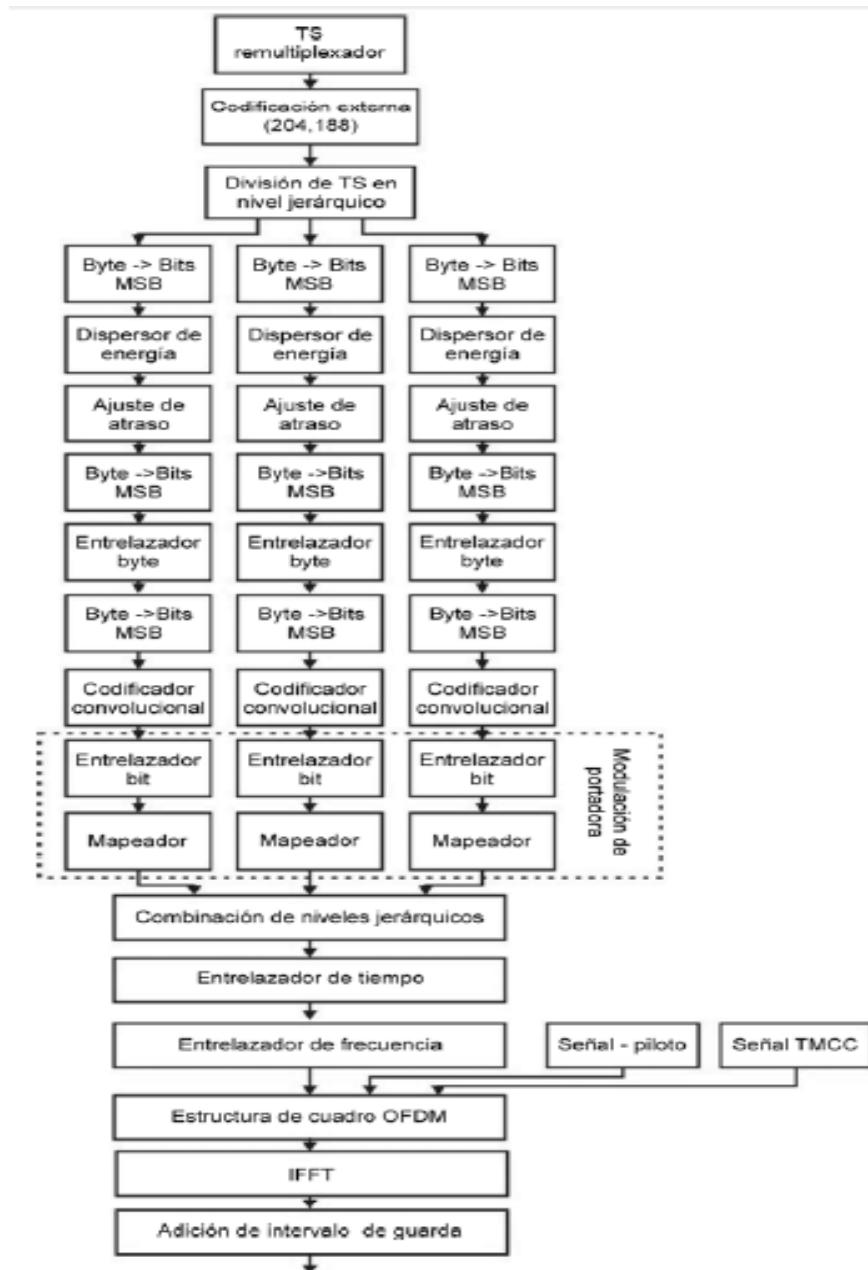 TS
remultiplexador
Codificación externa
(204,188)
División de TS en
nivel jerárquico
Byte -> Bits
MSB
Byte -> Bits
MSB
Byte -> Bits
MSB
Dispersor de
energía
Dispersor de
energía
Dispersor de
energía
Ajuste de
atraso
Ajuste de
atraso
Ajuste de
atraso
Byte ->Bits
MSB
Byte ->Bits
MSB
Byte ->Bits
MSB
Entrelazador
byte
Entrelazador
byte
Entrelazador
byte
Byte ->Bits
MSB
Byte ->Bits
MSB
Byte ->Bits
MSB
Codificador
convolucional
Codificador
convolucional
Codificador
convolucional
Entrelazador
bit
Entrelazador
bit
Entrelazador
bit
Modulación de
portadora
Mapeador
Mapeador
Mapeador
Combinación de niveles jerárquicos
Entrelazador de tiempo
Entrelazador de frecuencia
Señal - piloto
Señal TMCC
Estructura de cuadro OFDM
IFFT
Adición de intervalo de guarda